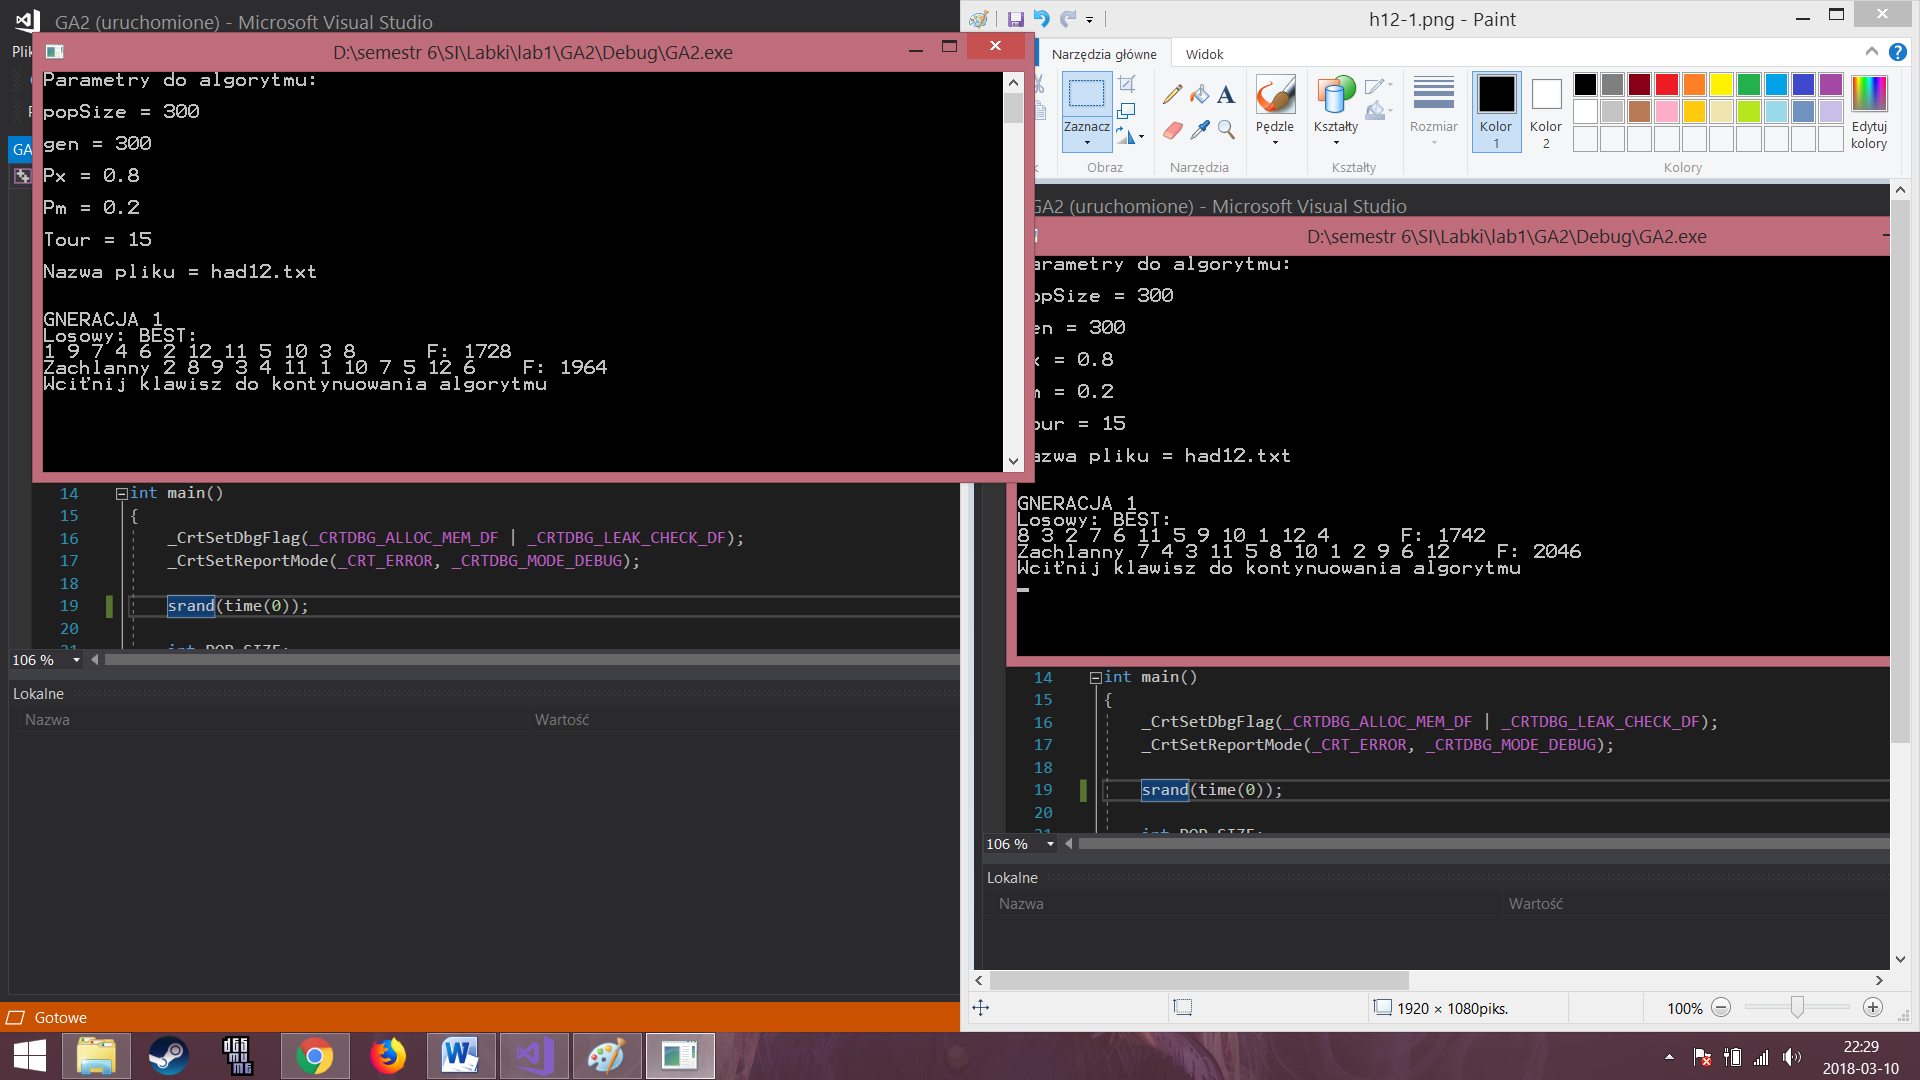 GA2 (uruchomione) - Microsoft Visual Studio
D:\semestr 6\SI\Labki\lab1\GA2\Debug\GA2.exe
Parametry do algorytmu:
popSize = 300
gen = 300
Px = 0.8
Pm = 0.2
Tour = 15
Nazwa pliku = had12.txt
GNERACJA 1
Losowy: BEST:
1 9 7 4 6 2 12 11 5 10 3 8 F: 1728
Zachlanny 2 8 9 3 4 11 1 10 7 5 12 6 F: 1964
Wciťnij klawisz do kontynuowania algorytmu
14 int main()
15 {
16 _CrtSetDbgFlag(_CRTDBG_ALLOC_MEM_DF | _CRTDBG_LEAK_CHECK_DF);
17 _CrtSetReportMode(_CRT_ERROR, _CRTDBG_MODE_DEBUG);
18
19 srand(time(0));
20
106 %
Lokalne
Nazwa Wartość
Gotowe
h12-1.png - Paint
Narzędzia główne Widok
Zaznacz
Obraz
Narzędzia
Pędzle
Kształty
Kształty
Rozmiar
Kolor 1
Kolor 2
Edytuj kolory
Kolory
GA2 (uruchomione) - Microsoft Visual Studio
D:\semestr 6\SI\Labki\lab1\GA2\Debug\GA2.exe
arametry do algorytmu:
opSize = 300
en = 300
x = 0.8
m = 0.2
our = 15
azwa pliku = had12.txt
GNERACJA 1
Losowy: BEST:
8 3 2 7 6 11 5 9 10 1 12 4 F: 1742
Zachlanny 7 4 3 11 5 8 10 1 2 9 6 12 F: 2046
Wciťnij klawisz do kontynuowania algorytmu
14 int main()
15 {
16 _CrtSetDbgFlag(_CRTDBG_ALLOC_MEM_DF | _CRTDBG_LEAK_CHECK_DF);
17 _CrtSetReportMode(_CRT_ERROR, _CRTDBG_MODE_DEBUG);
18
19 srand(time(0));
20
106 %
Lokalne
Nazwa Wartość
1920 × 1080piks.
100%
22:29
2018-03-10